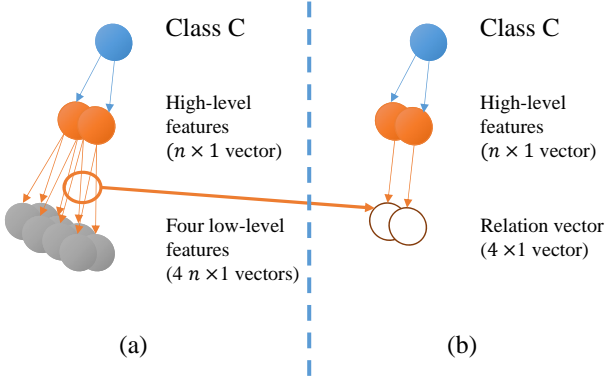 Class C
High-level
features
(n × 1 vector)
Four low-level
features
(4 n ×1 vectors)
(a)
Class C
High-level
features
(n × 1 vector)
Relation vector
(4 ×1 vector)
(b)